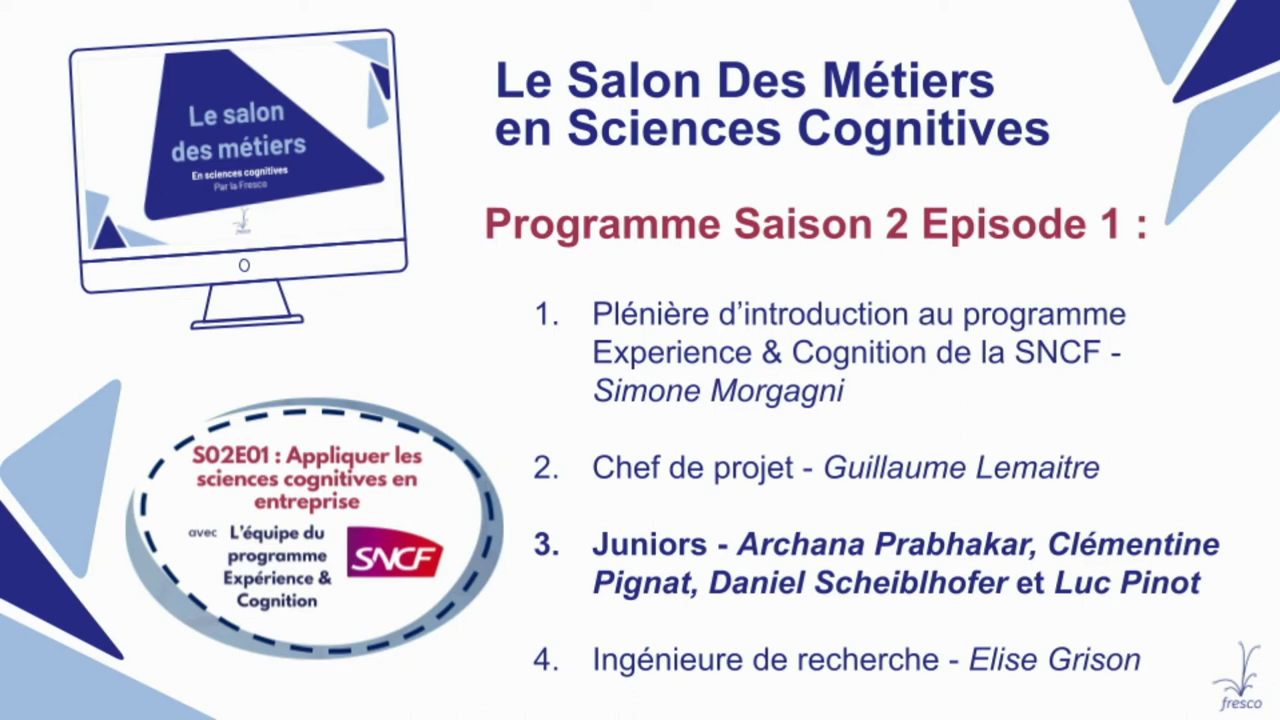 Le salon
des métiers
En sciences cognitives
Par la Fresco
fresco
Le Salon Des Métiers
en Sciences Cognitives
Programme Saison 2 Episode 1 :
1. Plénière d’introduction au programme
Experience & Cognition de la SNCF -
Simone Morgagni
2. Chef de projet - Guillaume Lemaitre
3. Juniors - Archana Prabhakar, Clémentine
Pignat, Daniel Scheiblhofer et Luc Pinot
4. Ingénieure de recherche - Elise Grison
S02E01 : Appliquer les
sciences cognitives en
entreprise
avec L’équipe du
programme
Expérience &
Cognition
SNCF
fresco